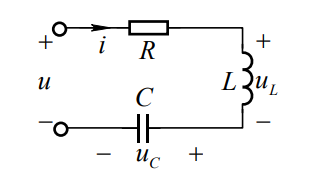 + i R +
u L u_L
C
− −
− u_C +